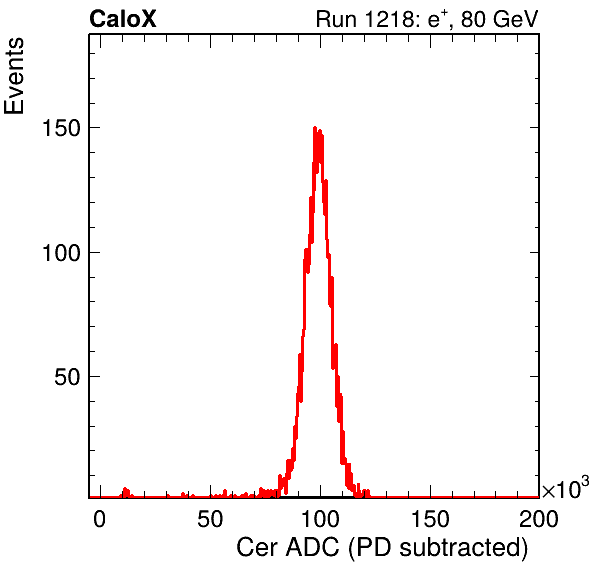 CaloX Run 1218: e⁺, 80 GeV
Events
150
100
50
0 50 100 150 200
×10³
Cer ADC (PD subtracted)